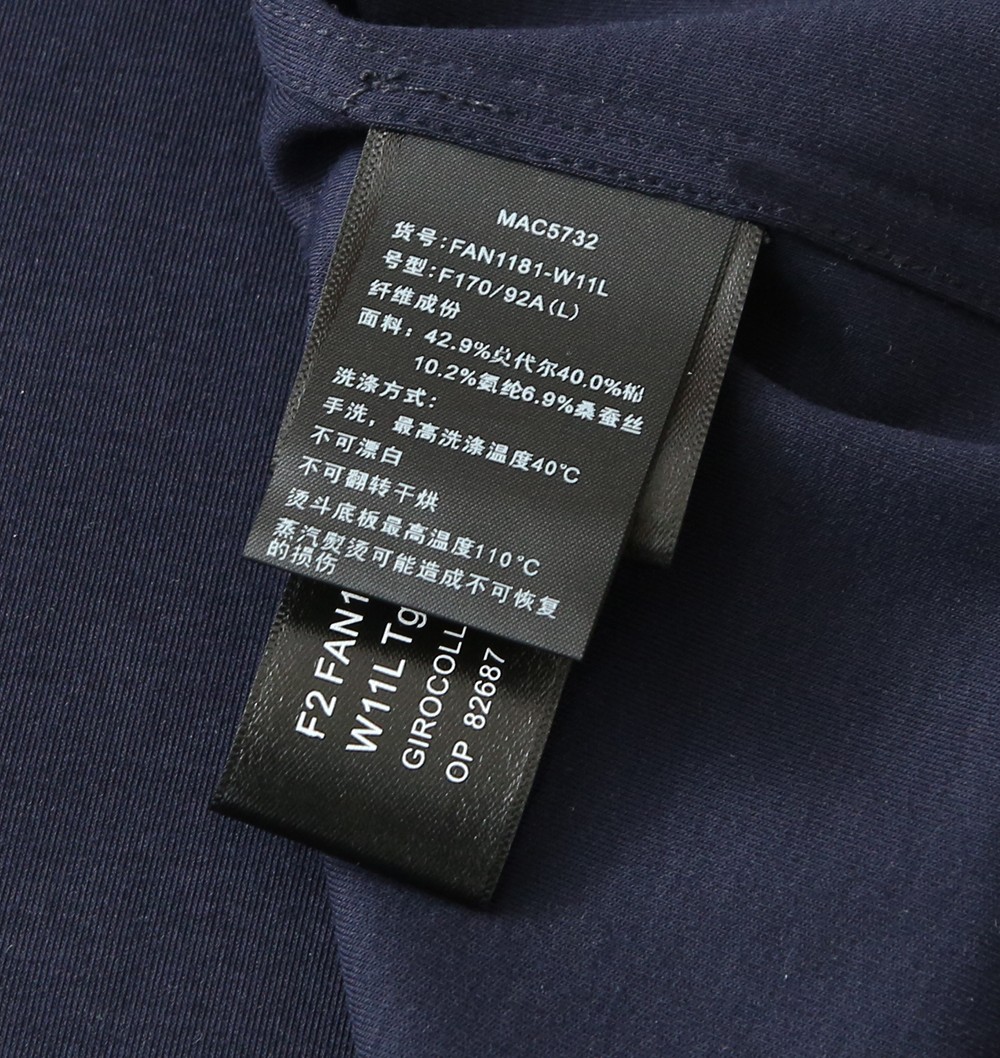 MAC5732
货号:FAN1181-W11L
号型:F170/92A(L)
纤维成份
面料: 42.9%莫代尔40.0%棉
10.2%氨纶6.9%桑蚕丝
洗涤方式:
手洗，最高洗涤温度40℃
不可漂白
不可翻转干烘
烫斗底板最高温度110℃
蒸汽熨烫可能造成不可恢复
的损伤
F2 FAN1
W11L Tg
GIROCOLL
OP 82687